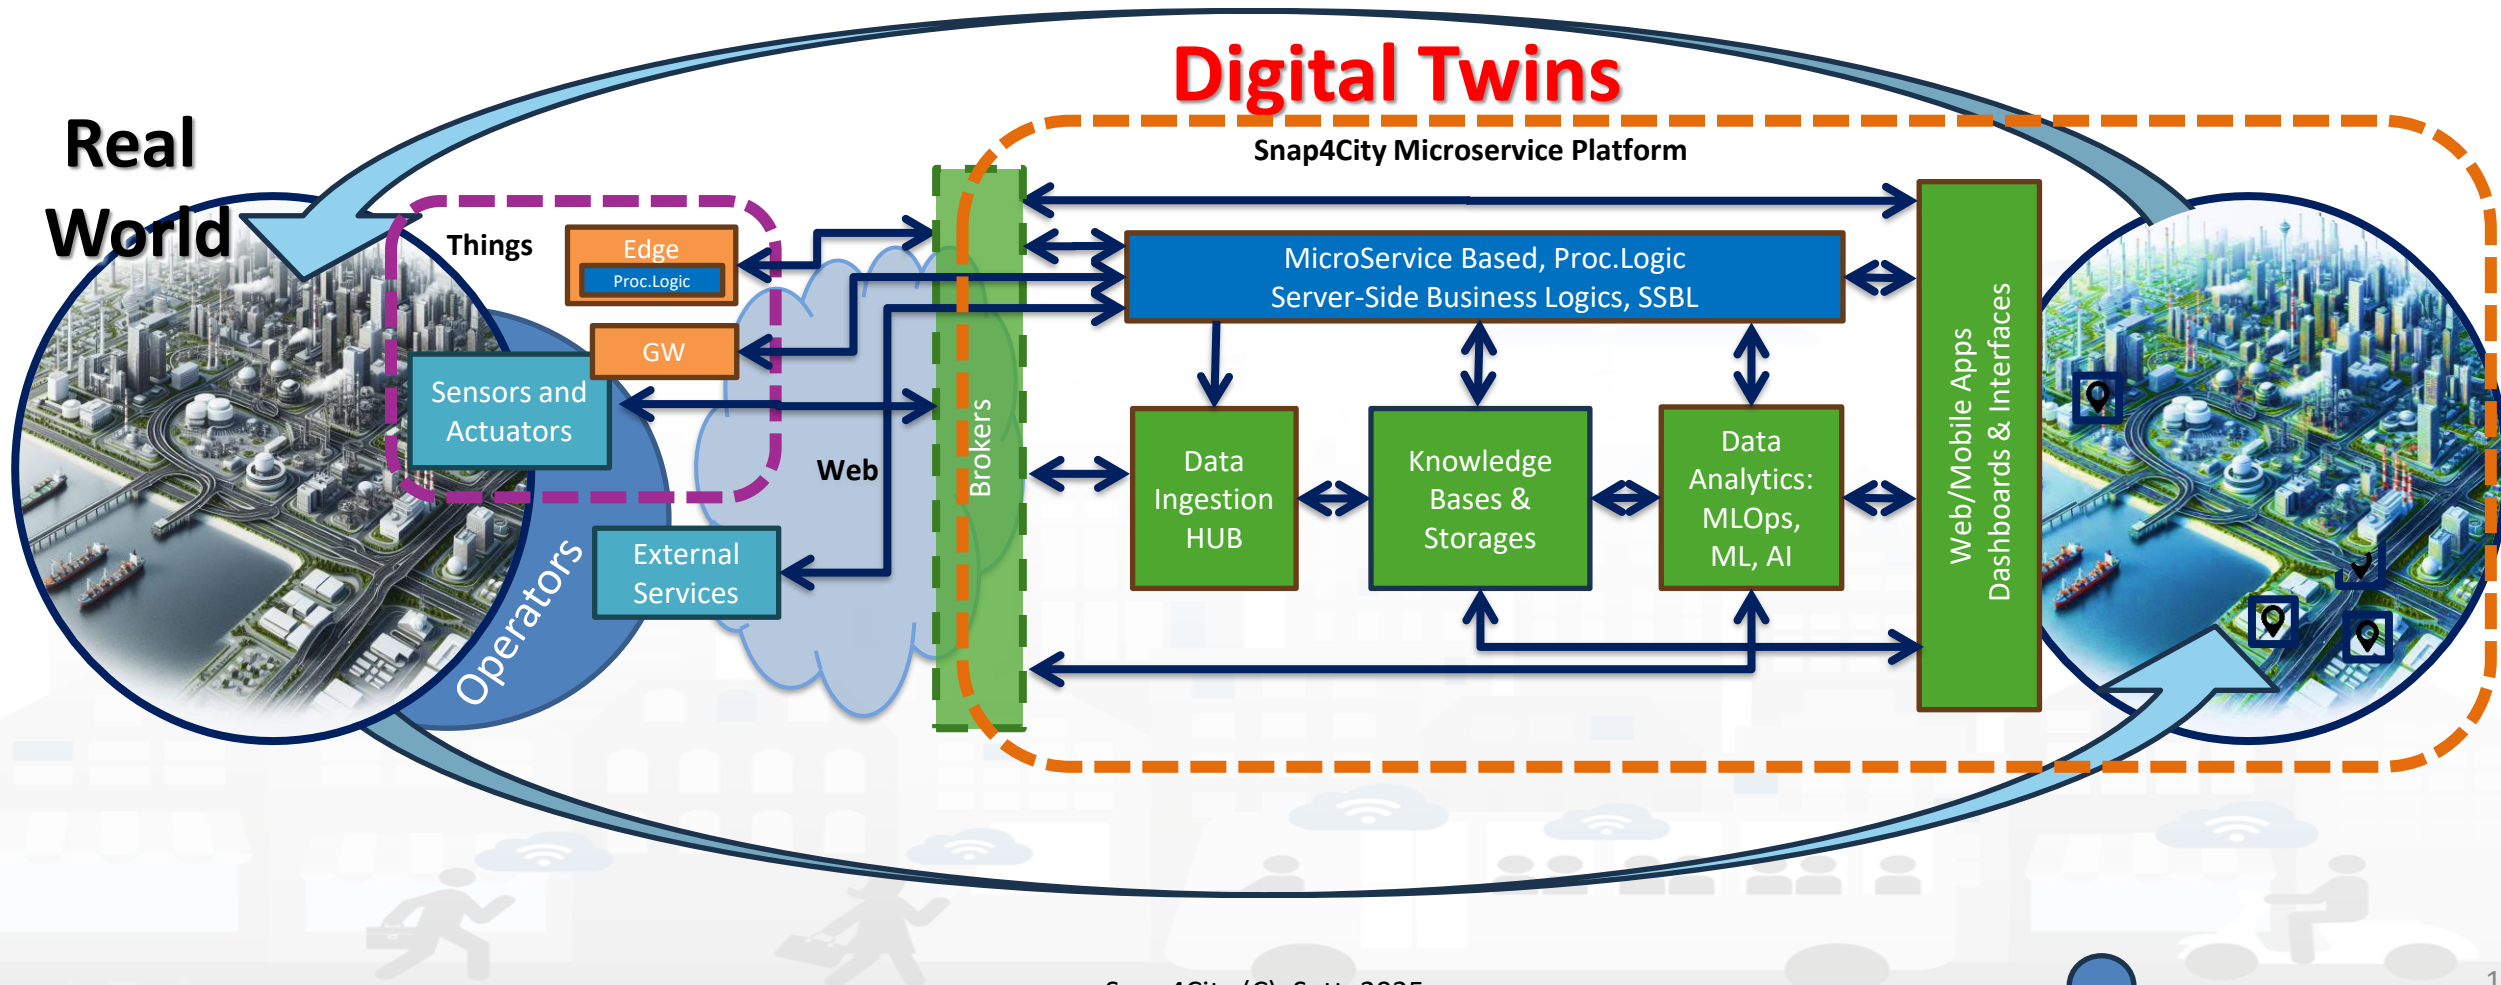 Digital Twins
Real
World
Snap4City Microservice Platform
Things
Edge
Proc.Logic
GW
Sensors and
Actuators
Operators
External
Services
Web
Brokers
MicroService Based, Proc.Logic
Server-Side Business Logics, SSBL
Data
Ingestion
HUB
Knowledge
Bases &
Storages
Data
Analytics:
MLOps,
ML, AI
Web/Mobile Apps
Dashboards & Interfaces